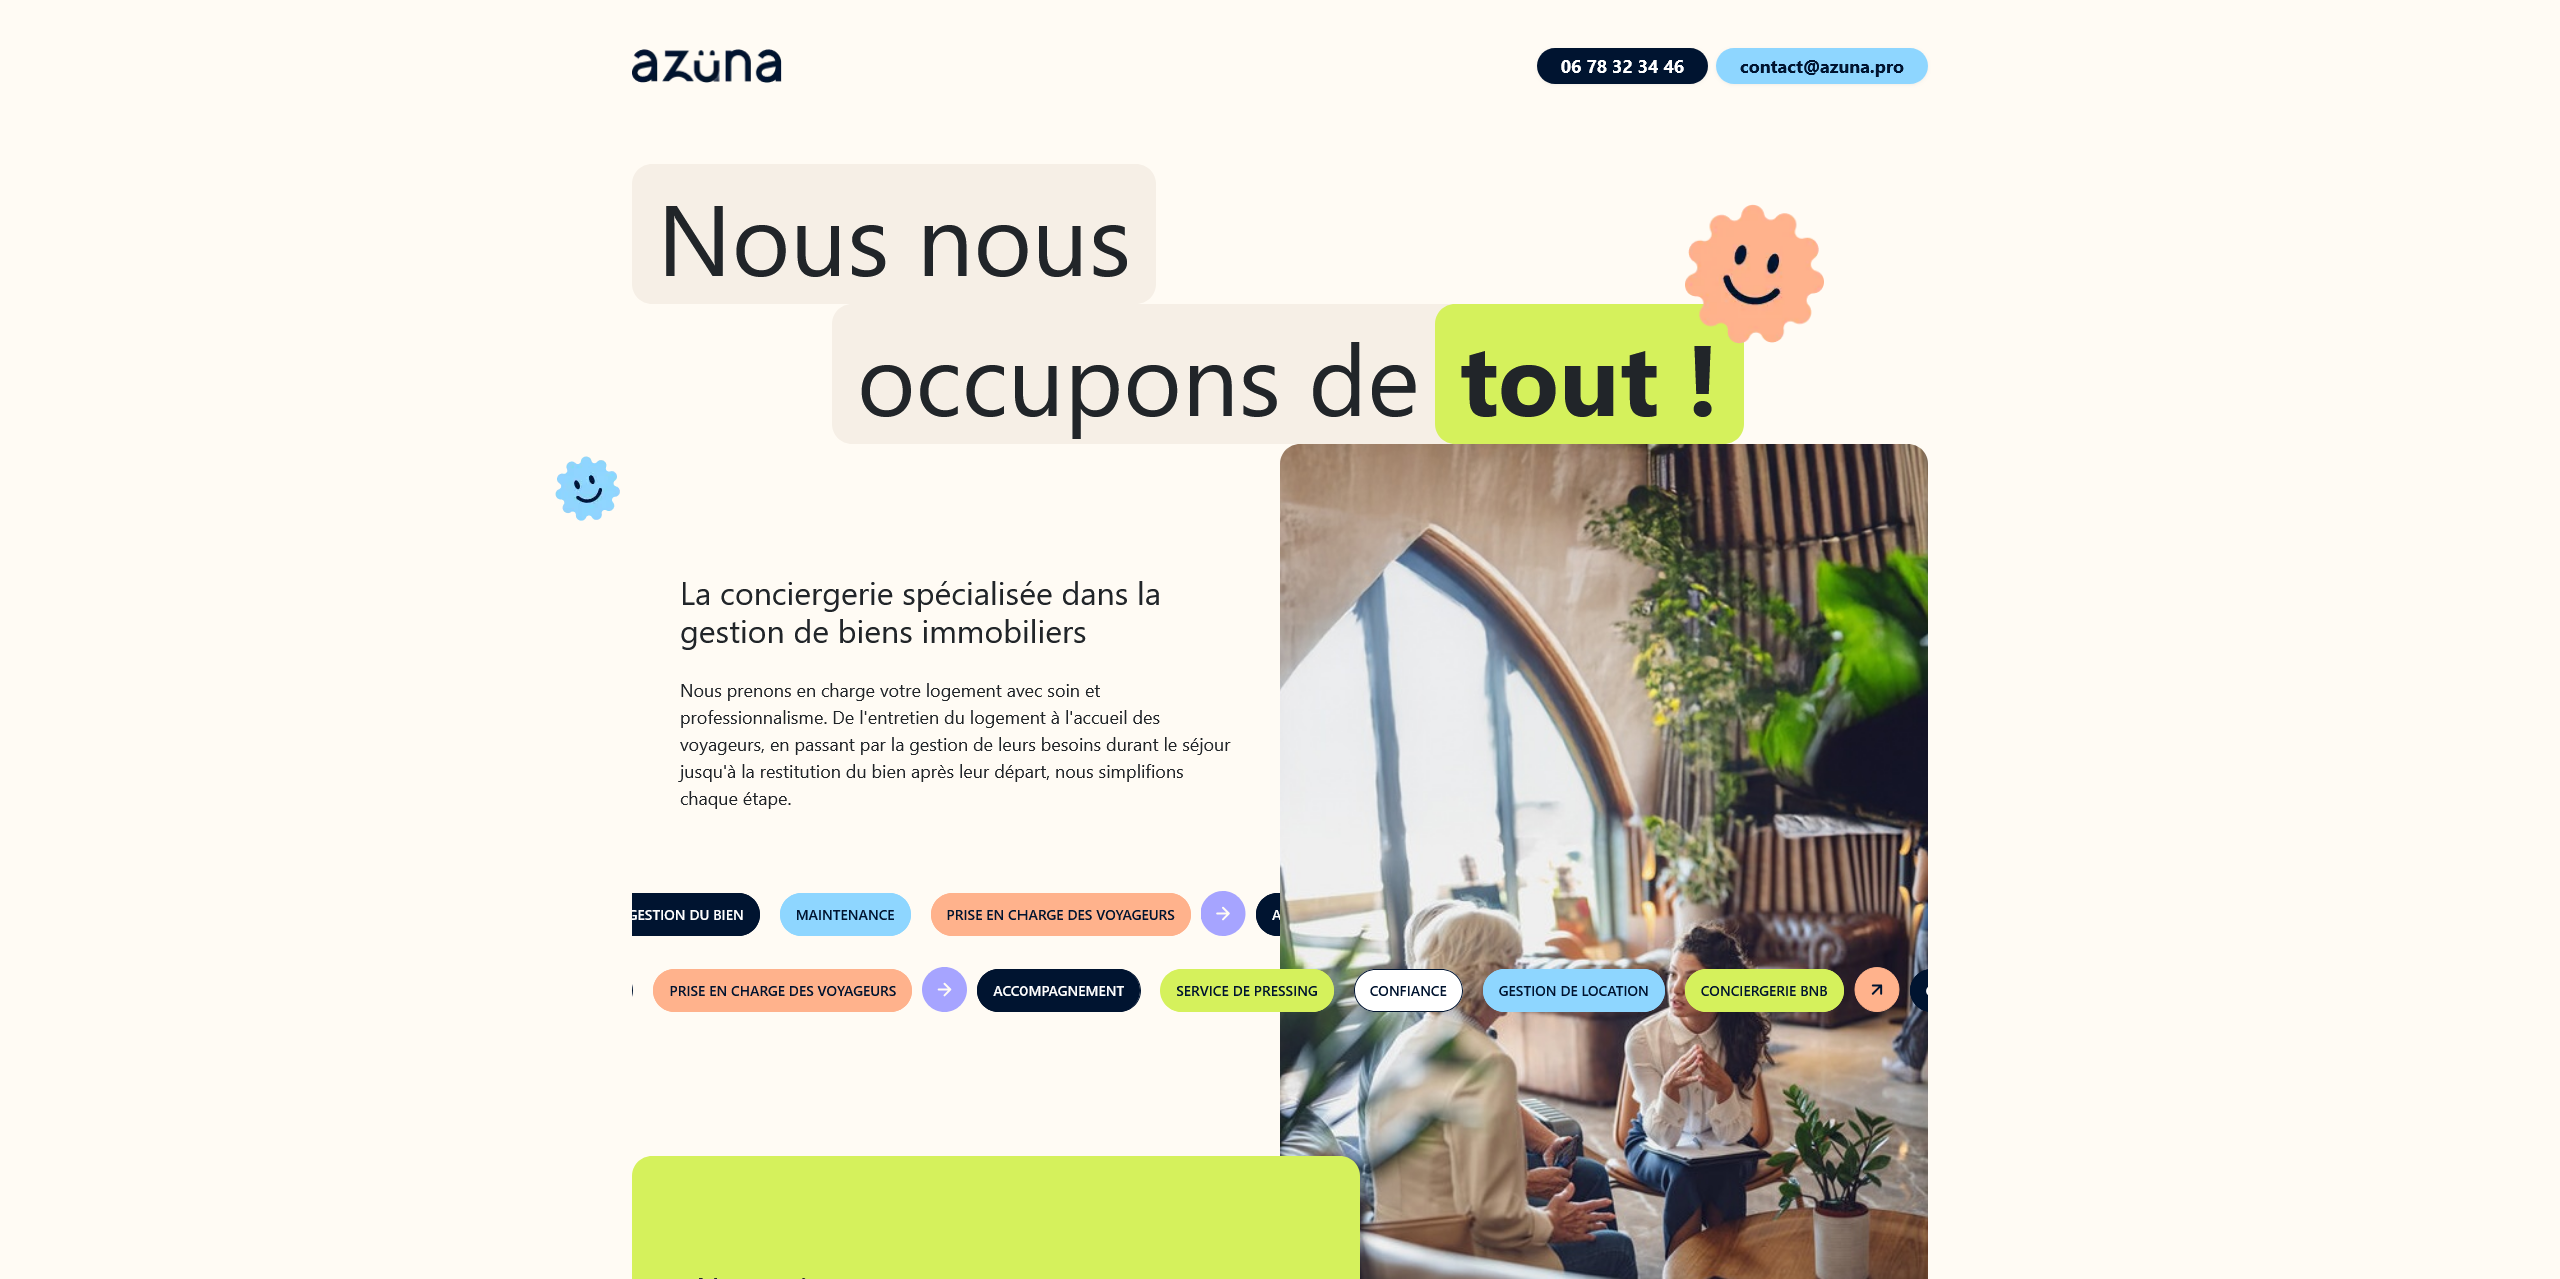 azüna
06 78 32 34 46
contact@azuna.pro
Nous nous
occupons de tout !
La conciergerie spécialisée dans la
gestion de biens immobiliers
Nous prenons en charge votre logement avec soin et
professionnalisme. De l'entretien du logement à l'accueil des
voyageurs, en passant par la gestion de leurs besoins durant le séjour
jusqu'à la restitution du bien après leur départ, nous simplifions
chaque étape.
GESTION DU BIEN
MAINTENANCE
PRISE EN CHARGE DES VOYAGEURS
A
PRISE EN CHARGE DES VOYAGEURS
ACC0MPAGNEMENT
SERVICE DE PRESSING
CONFIANCE
GESTION DE LOCATION
CONCIERGERIE BNB